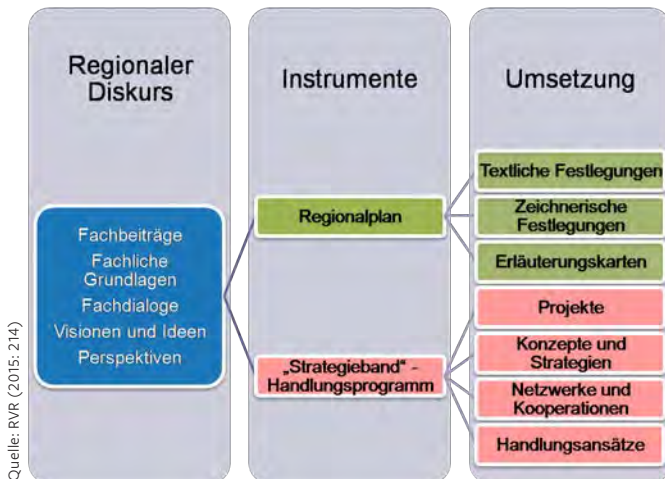 Regionaler
Diskurs
Fachbeiträge
Fachliche
Grundlagen
Fachdialoge
Visionen und Ideen
Perspektiven
Instrumente
Regionalplan
„Strategieband“ -
Handlungsprogramm
Umsetzung
Textliche Festlegungen
Zeichnerische
Festlegungen
Erläuterungskarten
Projekte
Konzepte und
Strategien
Netzwerke und
Kooperationen
Handlungsansätze
Quelle: RVR (2015: 214)